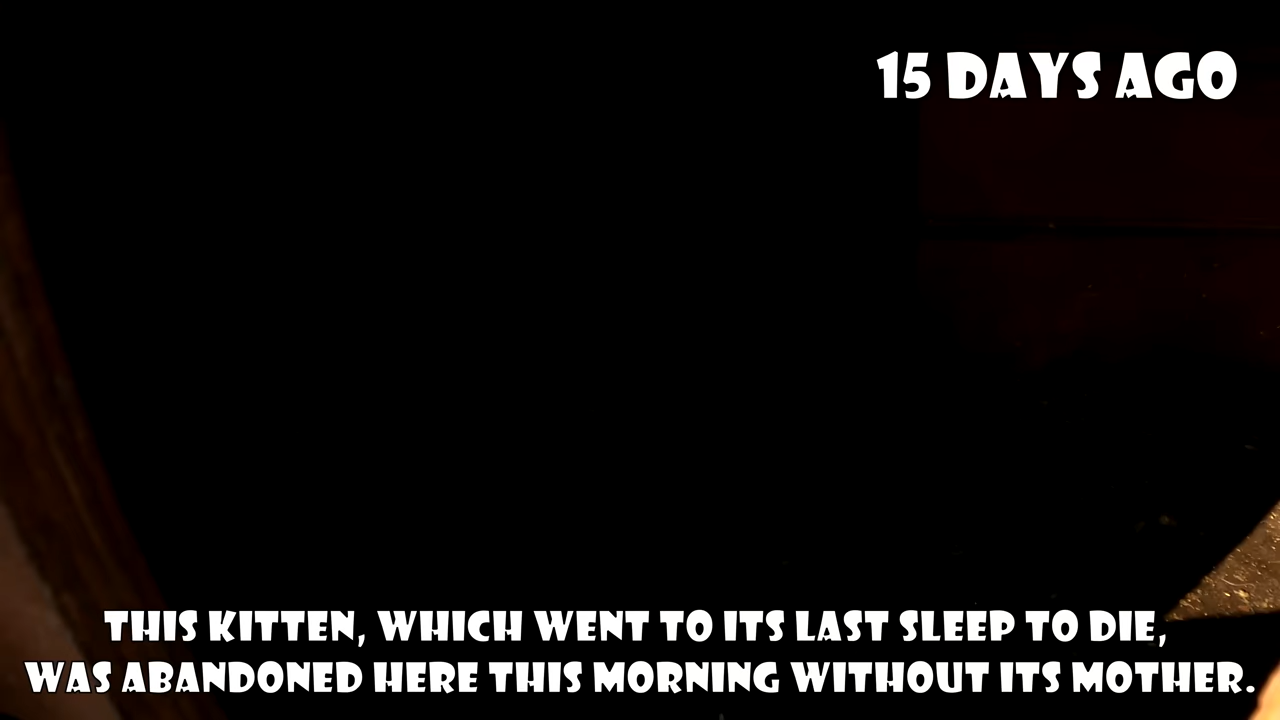 15 DAYS AGO
THIS KITTEN, WHICH WENT TO ITS LAST SLEEP TO DIE,
WAS ABANDONED HERE THIS MORNING WITHOUT ITS MOTHER.